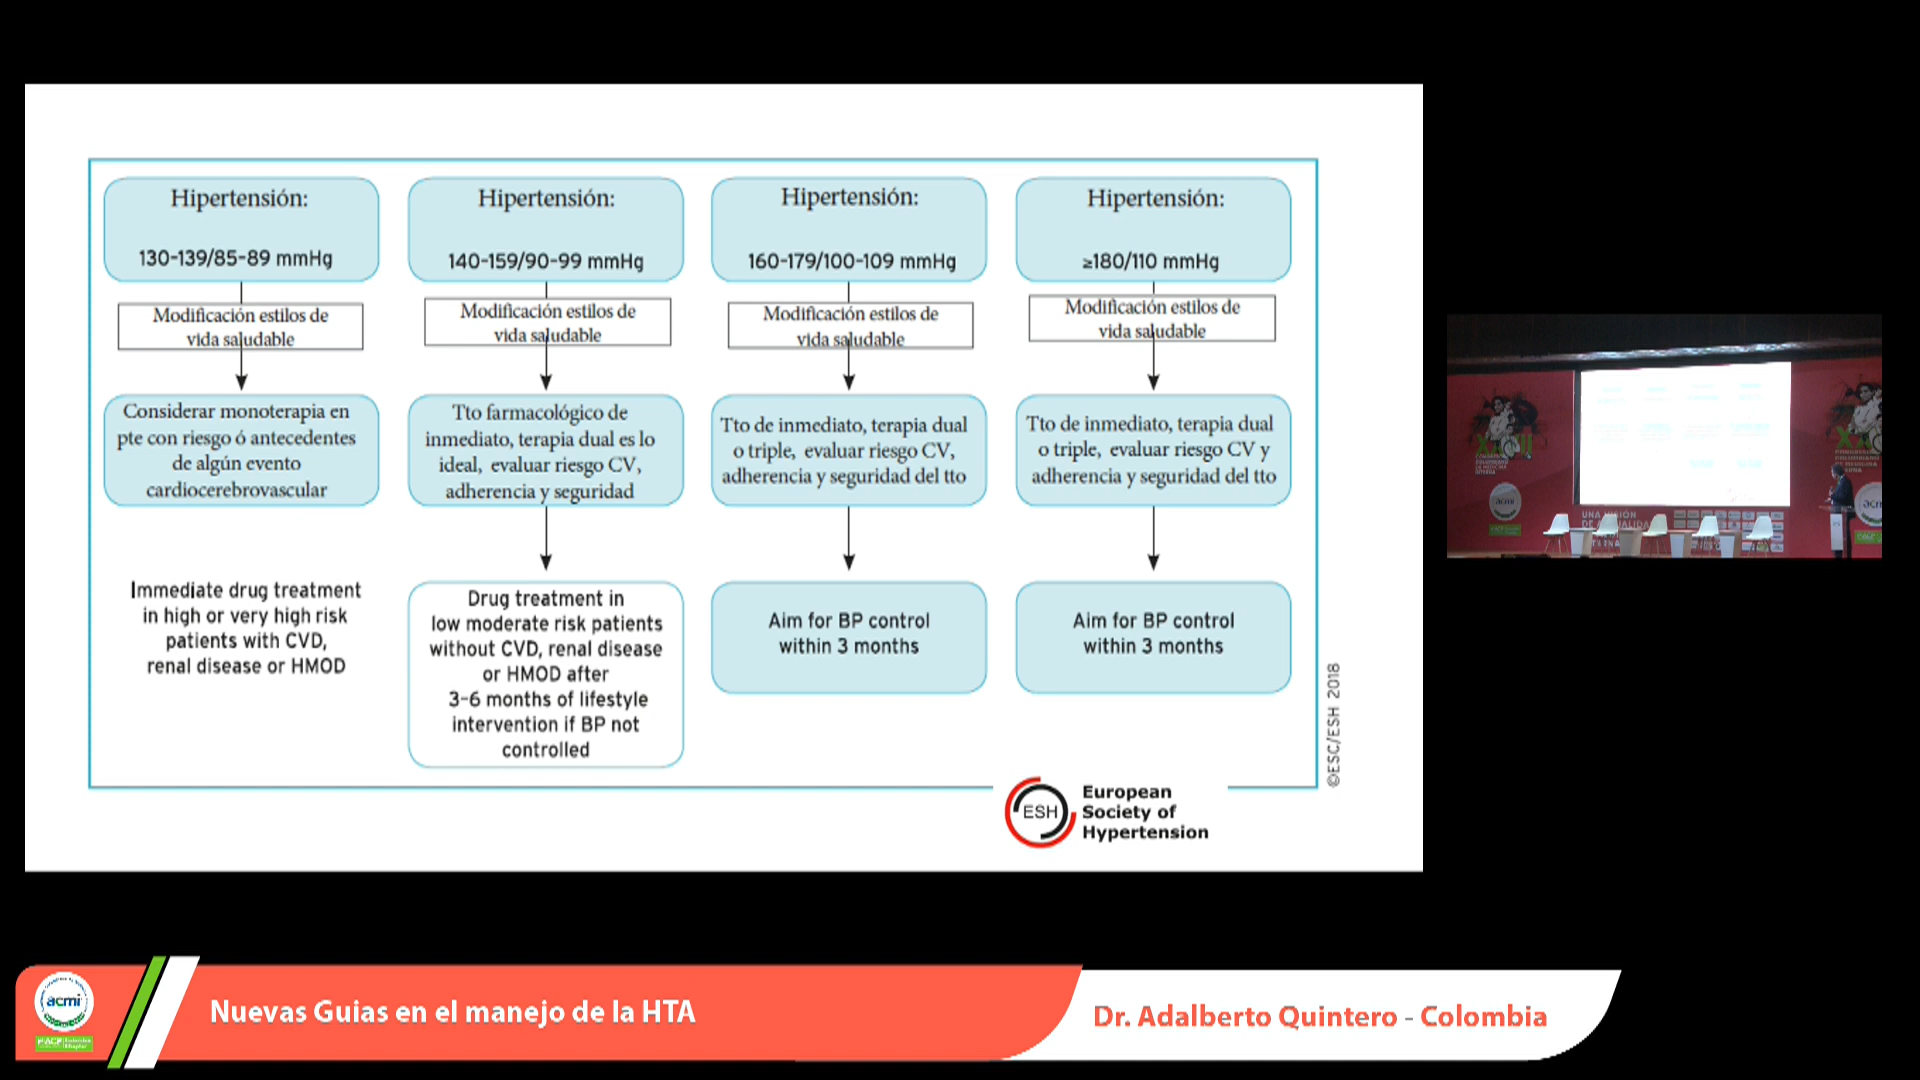 Hipertensión:
130-139/85-89 mmHg
Modificación estilos de
vida saludable
Considerar monoterapia en
pte con riesgo ó antecedentes
de algún evento
cardiocerebrovascular
Immediate drug treatment
in high or very high risk
patients with CVD,
renal disease or HMOD
Hipertensión:
140-159/90-99 mmHg
Modificación estilos de
vida saludable
Tto farmacológico de
inmediato, terapia dual es lo
ideal, evaluar riesgo CV,
adherencia y seguridad
Drug treatment in
low moderate risk patients
without CVD, renal disease
or HMOD after
3-6 months of lifestyle
intervention if BP not
controlled
Hipertensión:
160-179/100-109 mmHg
Modificación estilos de
vida saludable
Tto de inmediato, terapia dual
o triple, evaluar riesgo CV,
adherencia y seguridad del tto
Aim for BP control
within 3 months
Hipertensión:
≥180/110 mmHg
Modificación estilos de
vida saludable
Tto de inmediato, terapia dual
o triple, evaluar riesgo CV y
adherencia y seguridad del tto
Aim for BP control
within 3 months
©ESC/ESH 2018
ESH
European
Society of
Hypertension
acmi
UNA VISIÓN
acmi
Nuevas Guias en el manejo de la HTA
Dr. Adalberto Quintero - Colombia